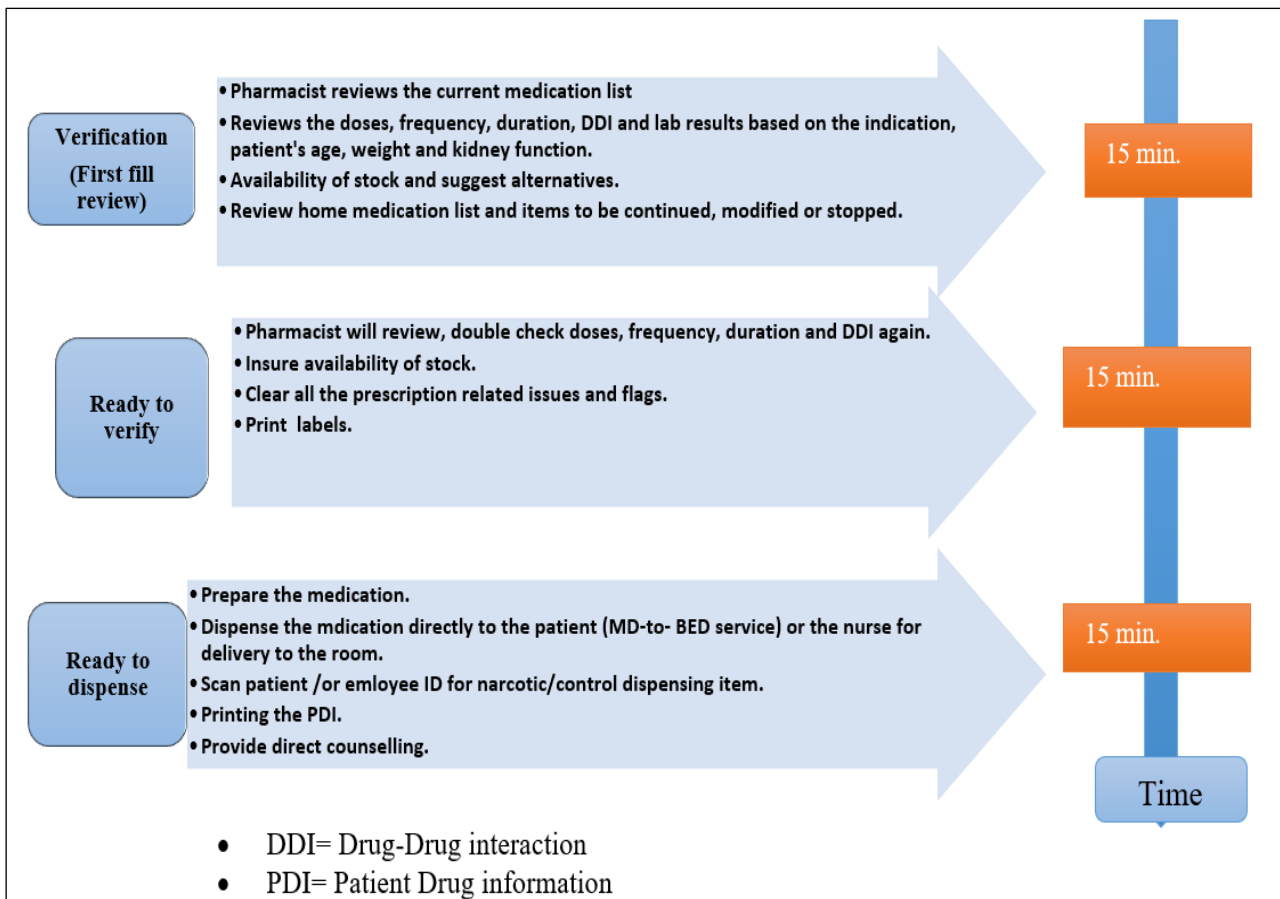 Verification
(First fill
review)
• Pharmacist reviews the current medication list
• Reviews the doses, frequency, duration, DDI and lab results based on the indication,
patient's age, weight and kidney function.
• Availability of stock and suggest alternatives.
• Review home medication list and items to be continued, modified or stopped.
15 min.
Ready to
verify
• Pharmacist will review, double check doses, frequency, duration and DDI again.
• Insure availability of stock.
• Clear all the prescription related issues and flags.
• Print labels.
15 min.
Ready to
dispense
• Prepare the medication.
• Dispense the mdication directly to the patient (MD-to- BED service) or the nurse for
delivery to the room.
• Scan patient /or emloyee ID for narcotic/control dispensing item.
• Printing the PDI.
• Provide direct counselling.
15 min.
Time
• DDI= Drug-Drug interaction
• PDI= Patient Drug information